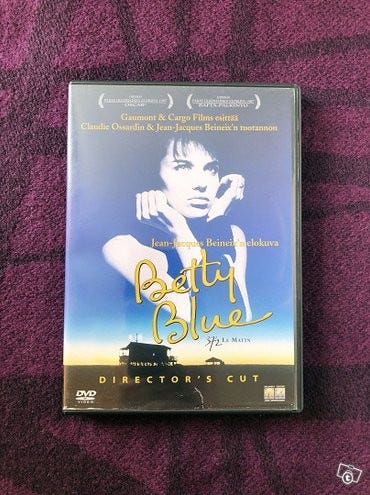 Gaumont & Cargo Films esittää
Claudie Ossardin & Jean-Jacques Beineix'n tuotannon
Jean-Jacques Beineix'n elokuva
Betty
Blue
37°2 LE MATIN
DIRECTOR'S CUT
DVD
VIDEO